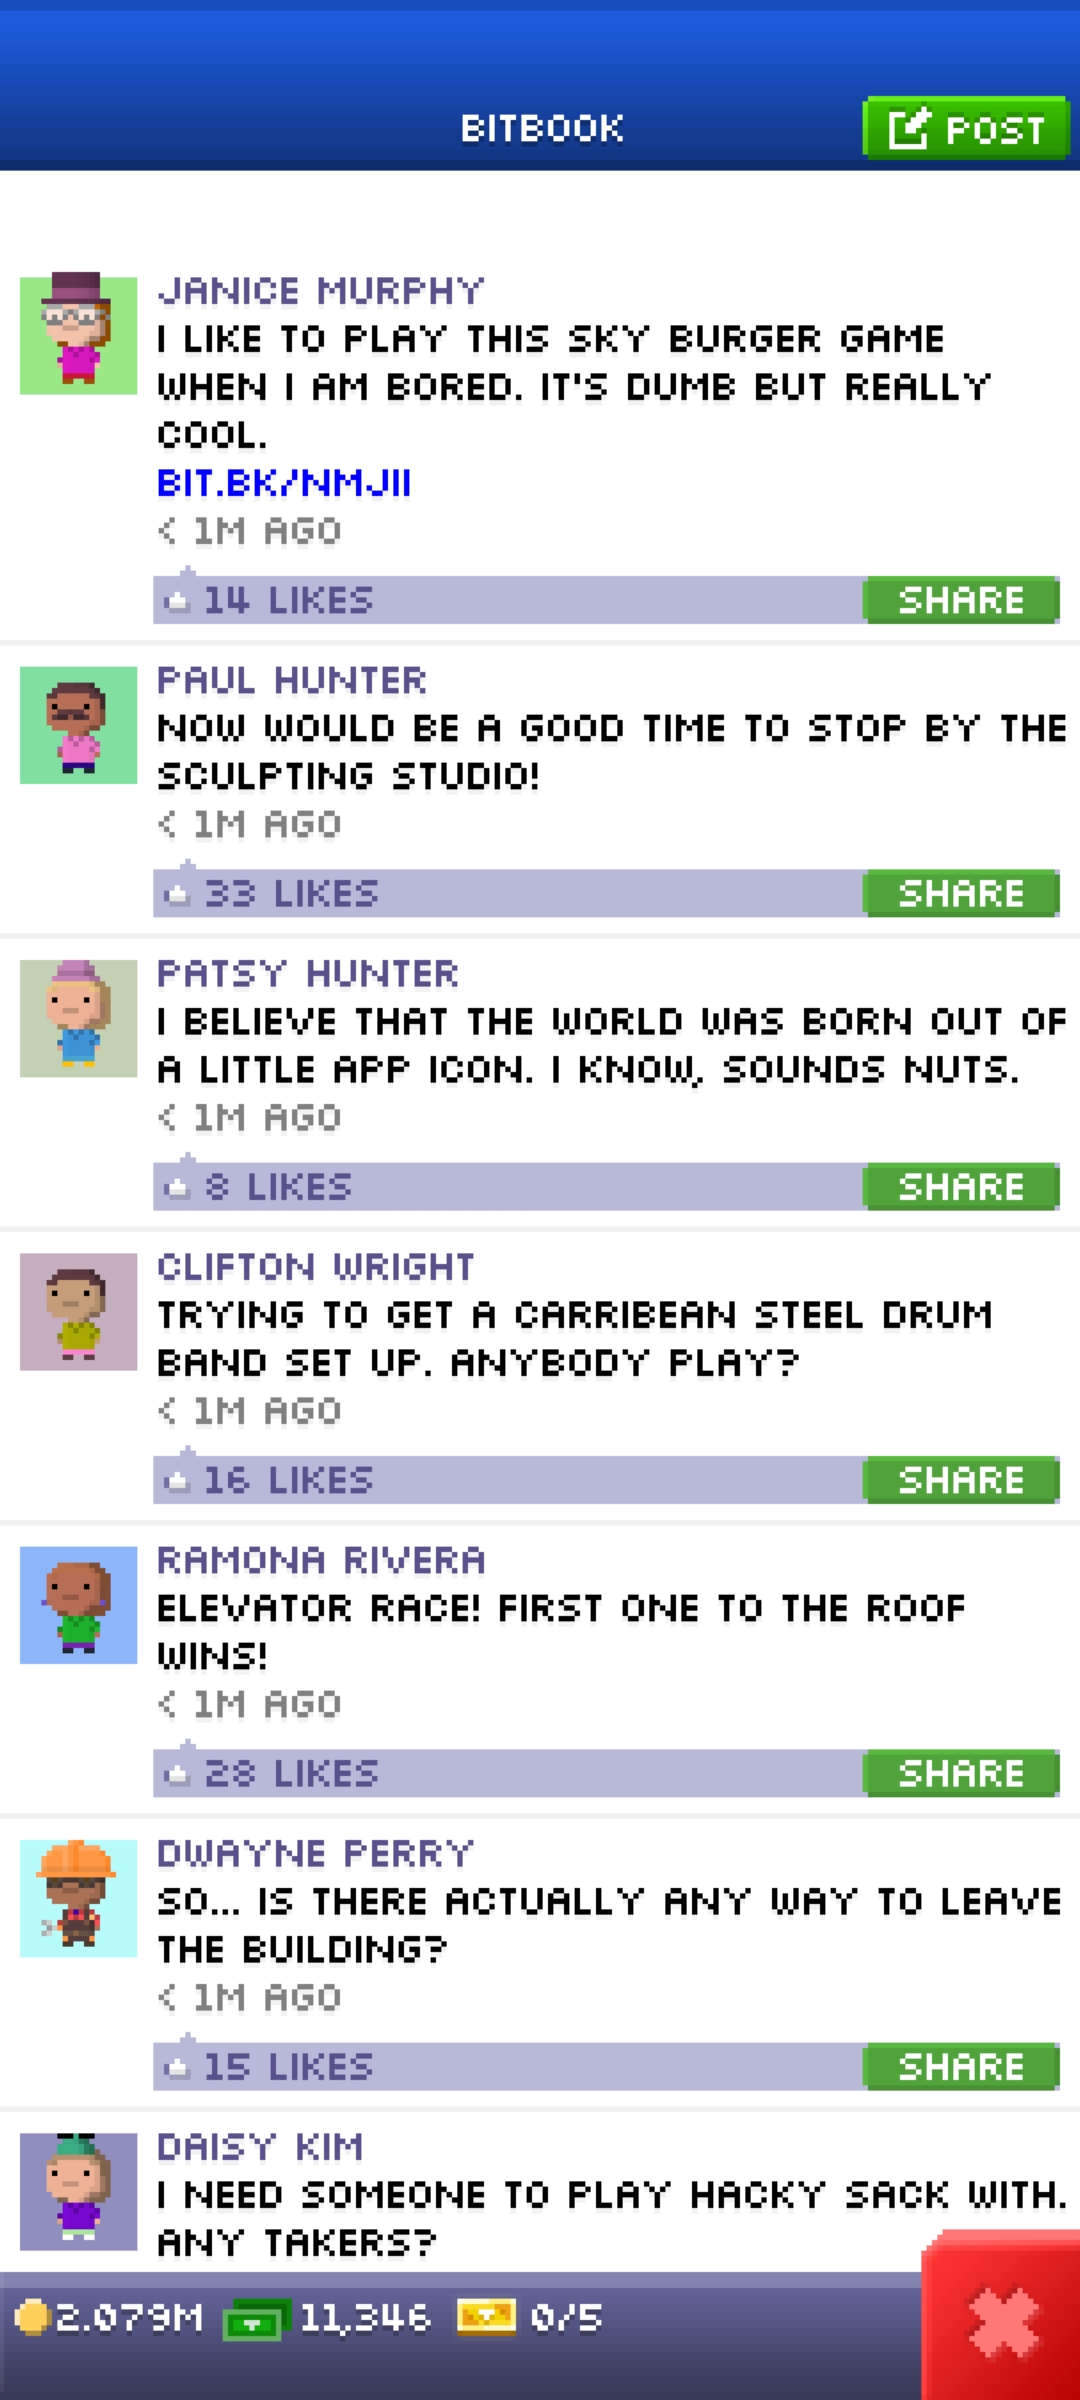 BITBOOK
POST
JANICE MURPHY
I LIKE TO PLAY THIS SKY BURGER GAME
WHEN I AM BORED. IT'S DUMB BUT REALLY
COOL.
BIT.BK/NMJII
< 1M AGO
14 LIKES
SHARE
PAUL HUNTER
NOW WOULD BE A GOOD TIME TO STOP BY THE
SCULPTING STUDIO!
< 1M AGO
33 LIKES
SHARE
PATSY HUNTER
I BELIEVE THAT THE WORLD WAS BORN OUT OF
A LITTLE APP ICON. I KNOW, SOUNDS NUTS.
< 1M AGO
8 LIKES
SHARE
CLIFTON WRIGHT
TRYING TO GET A CARRIBEAN STEEL DRUM
BAND SET UP. ANYBODY PLAY?
< 1M AGO
16 LIKES
SHARE
RAMONA RIVERA
ELEVATOR RACE! FIRST ONE TO THE ROOF
WINS!
< 1M AGO
28 LIKES
SHARE
DWAYNE PERRY
SO... IS THERE ACTUALLY ANY WAY TO LEAVE
THE BUILDING?
< 1M AGO
15 LIKES
SHARE
DAISY KIM
I NEED SOMEONE TO PLAY HACKY SACK WITH.
ANY TAKERS?
2.079M 11,346 0/5